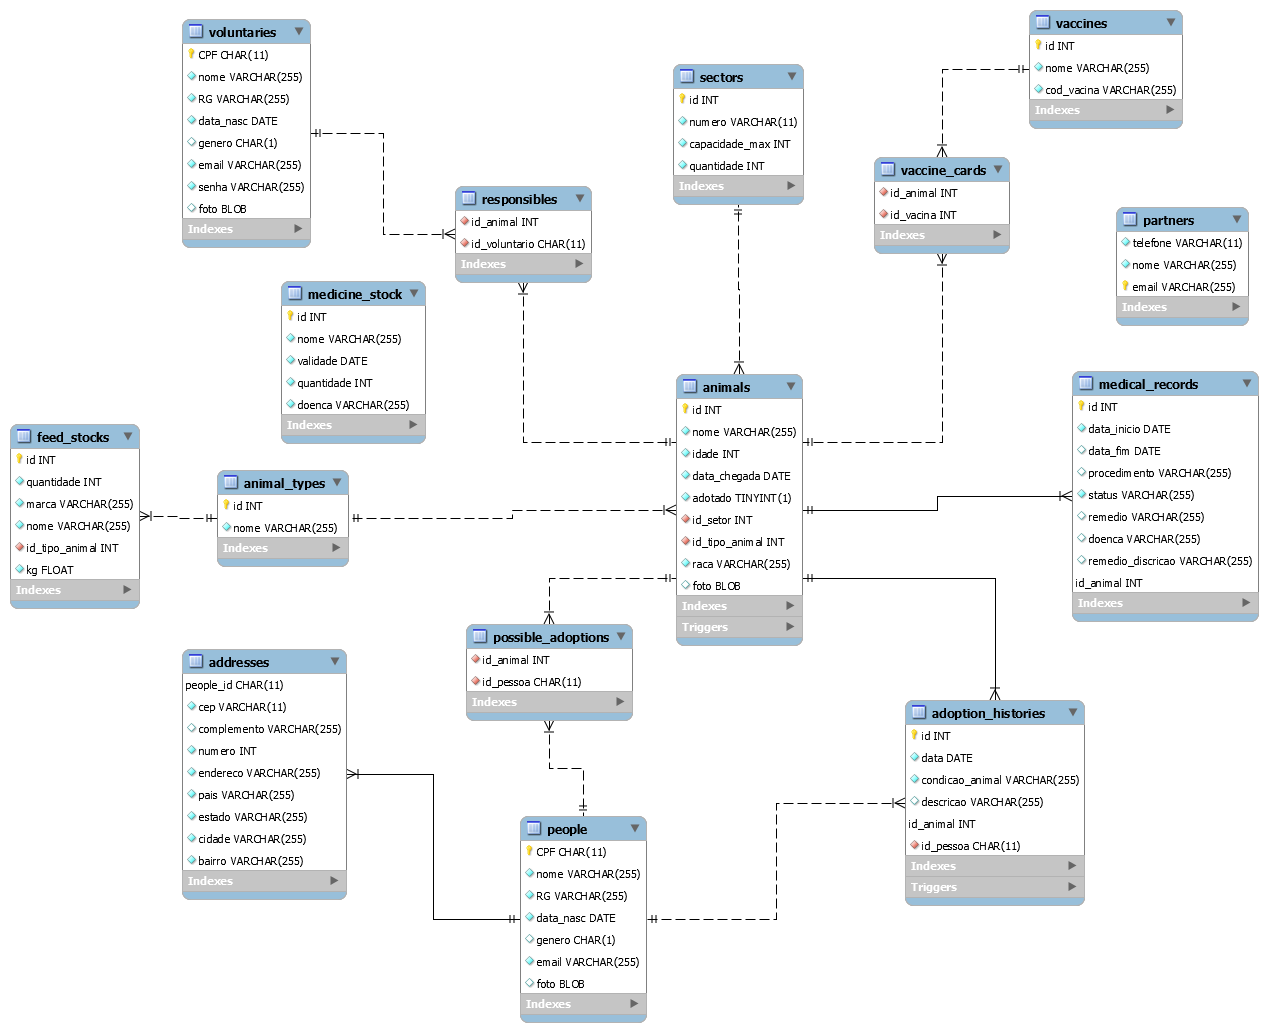 voluntaries
CPF CHAR(11)
nome VARCHAR(255)
RG VARCHAR(255)
data_nasc DATE
genero CHAR(1)
email VARCHAR(255)
senha VARCHAR(255)
foto BLOB
Indexes
vaccines
id INT
nome VARCHAR(255)
cod_vacina VARCHAR(255)
Indexes
sectors
id INT
numero VARCHAR(11)
capacidade_max INT
quantidade INT
Indexes
vaccine_cards
id_animal INT
id_vacina INT
Indexes
responsibles
id_animal INT
id_voluntario CHAR(11)
Indexes
partners
telefone VARCHAR(11)
nome VARCHAR(255)
email VARCHAR(255)
Indexes
medicine_stock
id INT
nome VARCHAR(255)
validade DATE
quantidade INT
doenca VARCHAR(255)
Indexes
animals
id INT
nome VARCHAR(255)
idade INT
data_chegada DATE
adotado TINYINT(1)
id_setor INT
id_tipo_animal INT
raca VARCHAR(255)
foto BLOB
Indexes
Triggers
medical_records
id INT
data_inicio DATE
data_fim DATE
procedimento VARCHAR(255)
status VARCHAR(255)
remedio VARCHAR(255)
doenca VARCHAR(255)
remedio_discricao VARCHAR(255)
id_animal INT
Indexes
feed_stocks
id INT
quantidade INT
marca VARCHAR(255)
nome VARCHAR(255)
id_tipo_animal INT
kg FLOAT
Indexes
animal_types
id INT
nome VARCHAR(255)
Indexes
possible_adoptions
id_animal INT
id_pessoa CHAR(11)
Indexes
addresses
people_id CHAR(11)
cep VARCHAR(11)
complemento VARCHAR(255)
numero INT
endereco VARCHAR(255)
pais VARCHAR(255)
estado VARCHAR(255)
cidade VARCHAR(255)
bairro VARCHAR(255)
Indexes
adoption_histories
id INT
data DATE
condicao_animal VARCHAR(255)
descricao VARCHAR(255)
id_animal INT
id_pessoa CHAR(11)
Indexes
Triggers
people
CPF CHAR(11)
nome VARCHAR(255)
RG VARCHAR(255)
data_nasc DATE
genero CHAR(1)
email VARCHAR(255)
foto BLOB
Indexes